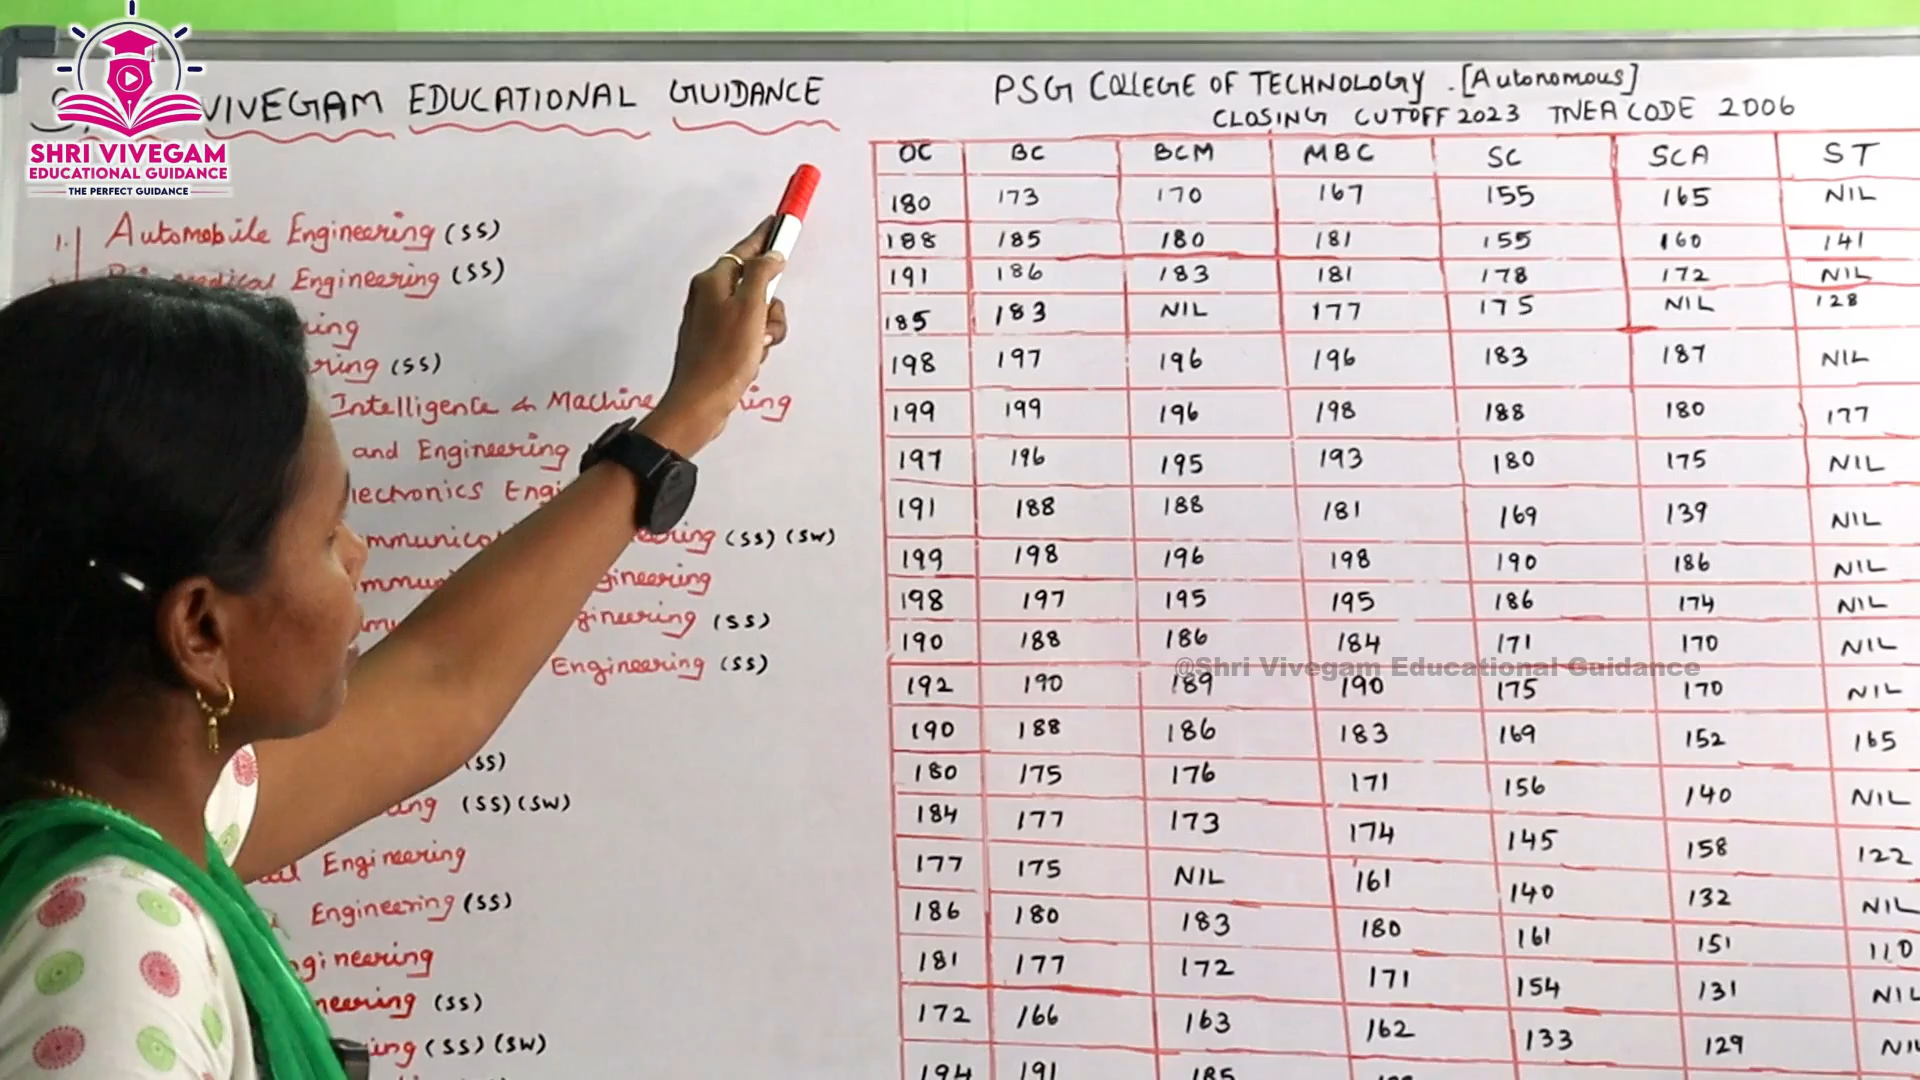 SHRI VIVEGAM
EDUCATIONAL GUIDANCE
THE PERFECT GUIDANCE
VIVEGAM EDUCATIONAL GUIDANCE
PSG COLLEGE OF TECHNOLOGY. [Autonomous]
CLOSING CUTOFF 2023 TNEA CODE 2006
1. Automobile Engineering (SS)
Engineering (SS)
(SS)
Intelligence & Machine
and Engineering
(SS) (SW)
(SS)
Engineering (SS)
(SS)
(SS) (SW)
Engineering
Engineering (SS)
(SS)
(SS) (SW)
OC BC BCM MBC SC SCA ST
180 173 170 167 155 165 NIL
188 185 180 181 155 160 141
191 186 183 181 178 172 NIL
185 183 NIL 177 175 NIL 128
198 197 196 196 183 187 NIL
199 199 196 198 188 180 177
197 196 195 193 180 175 NIL
191 188 188 181 169 139 NIL
199 198 196 198 190 186 NIL
198 197 195 195 186 174 NIL
190 188 186 184 171 170 NIL
@Shri Vivegam Educational Guidance
192 190 189 190 175 170 NIL
190 188 186 183 169 152 165
180 175 176 171 156 140 NIL
184 177 173 174 145 158 122
177 175 NIL 161 140 132 NIL
186 180 183 180 161 151 110
181 177 172 171 154 131 NIL
172 166 163 162 133 129 NIL
194 191 185